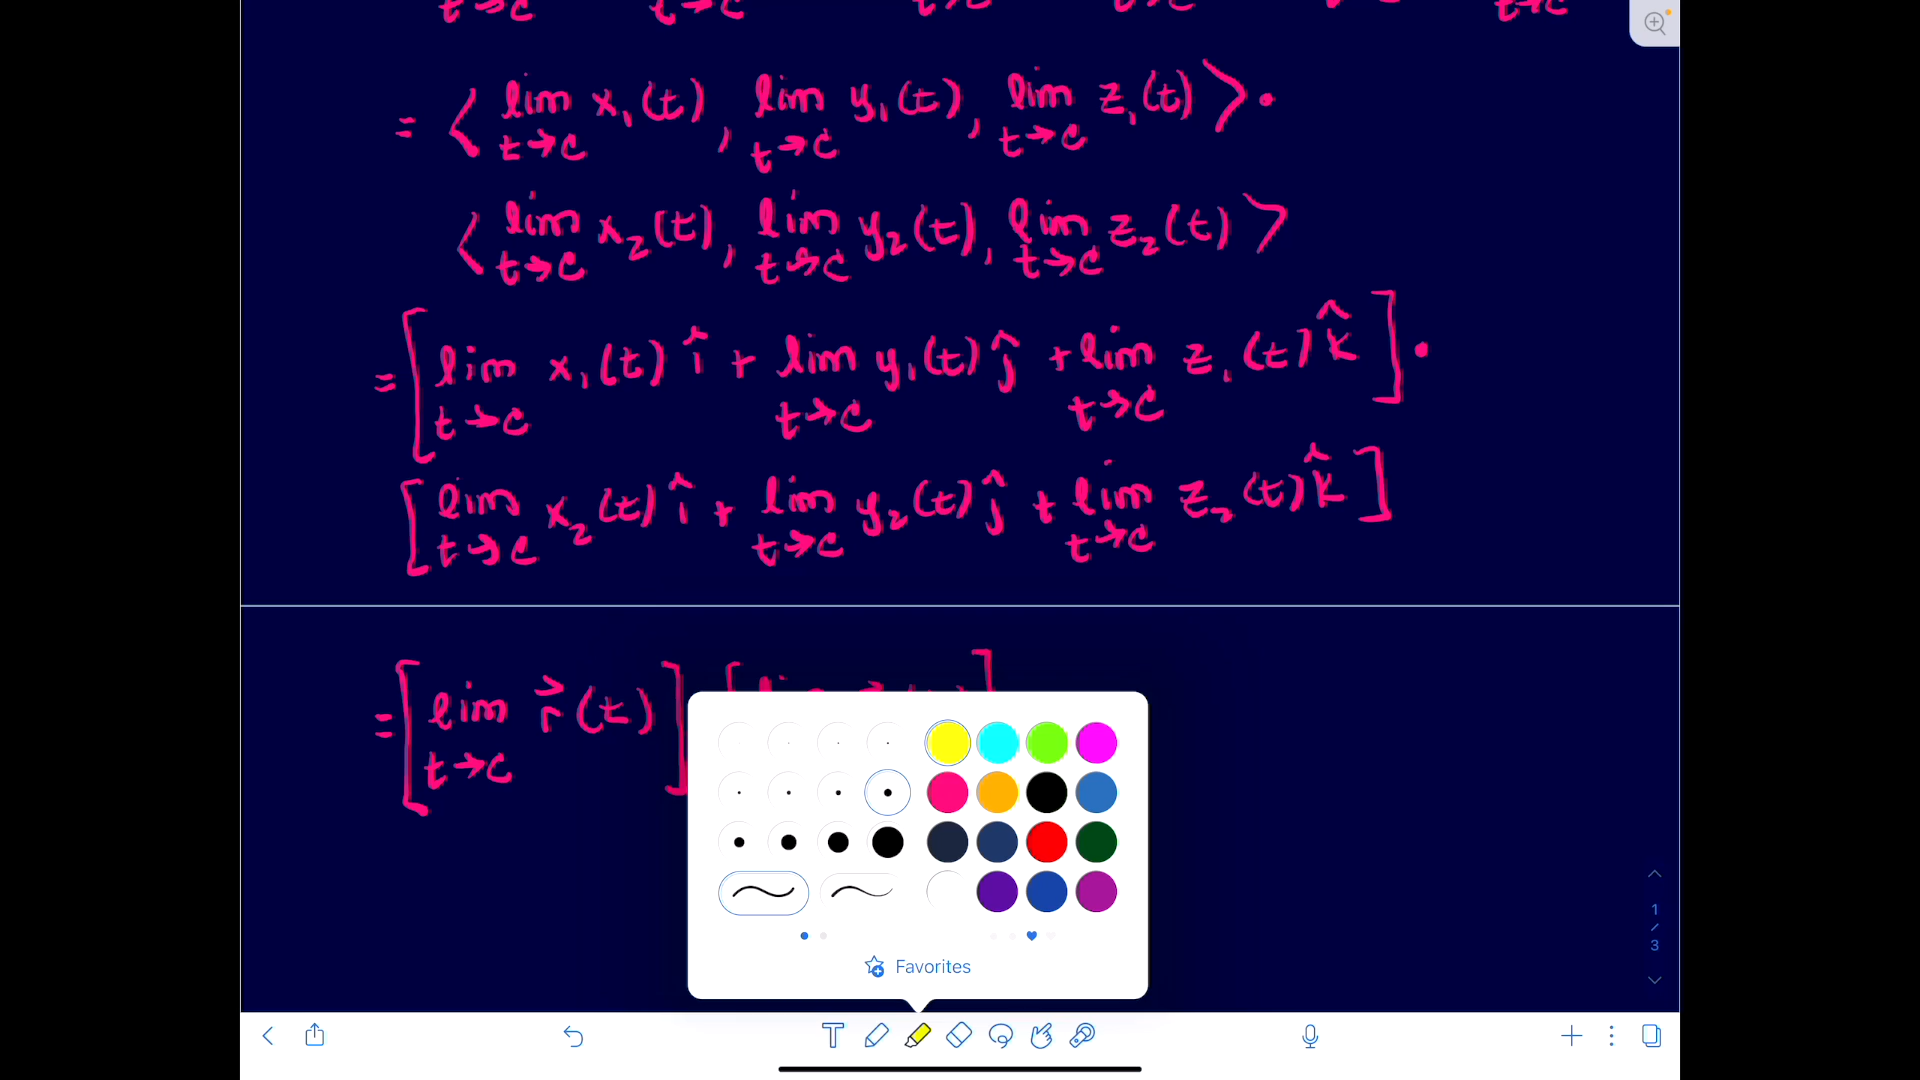 t→c t→c t→c t→c t→c
= ⟨ lim t→c x₁(t), lim t→c y₁(t), lim t→c z₁(t) ⟩ ·
⟨ lim t→c x₂(t), lim t→c y₂(t), lim t→c z₂(t) ⟩
= [ lim t→c x₁(t) î + lim t→c y₁(t) ĵ + lim t→c z₁(t) k̂ ] ·
[ lim t→c x₂(t) î + lim t→c y₂(t) ĵ + lim t→c z₂(t) k̂ ]
= [ lim t→c r⃗(t) ] [
Favorites
1
/
3
T